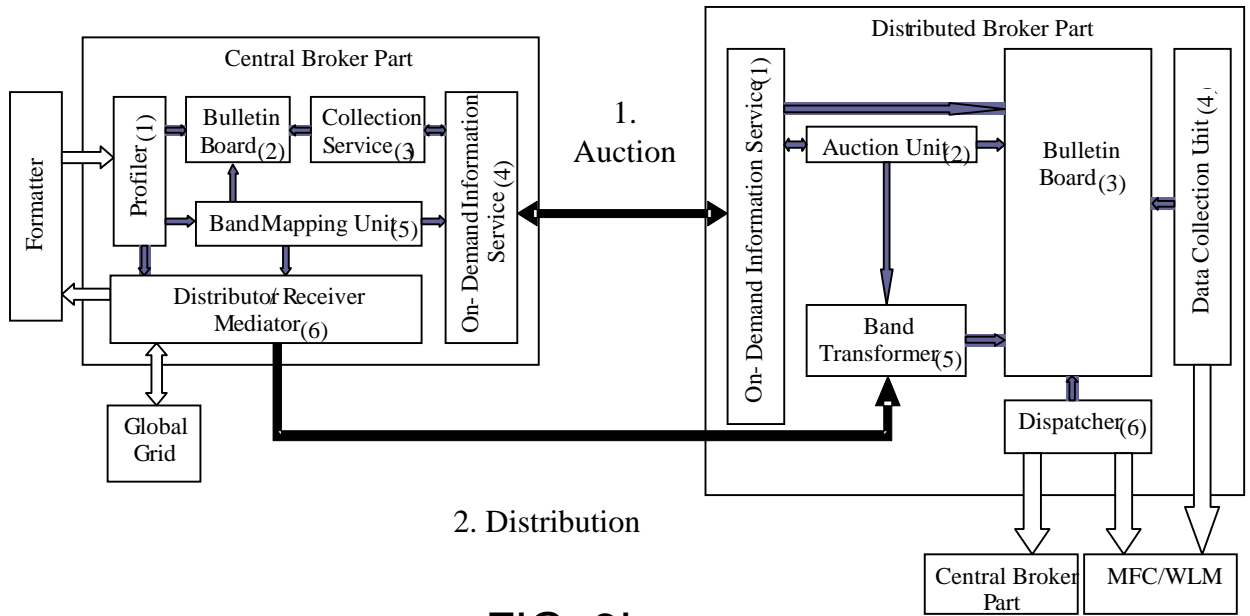 Distributed Broker Part
Central Broker Part
Formatter
Profiler(1)
Bulletin
Board(2)
Collection
Service(3)
On-Demand Information
Service(4)
Band Mapping Unit(5)
Distributor/Receiver
Mediator(6)
Global
Grid
1.
Auction
2. Distribution
On-Demand Information Service(1)
Auction Unit(2)
Bulletin
Board(3)
Data Collection Unit(4)
Band
Transformer(5)
Dispatcher(6)
Central Broker
Part
MFC/WLM